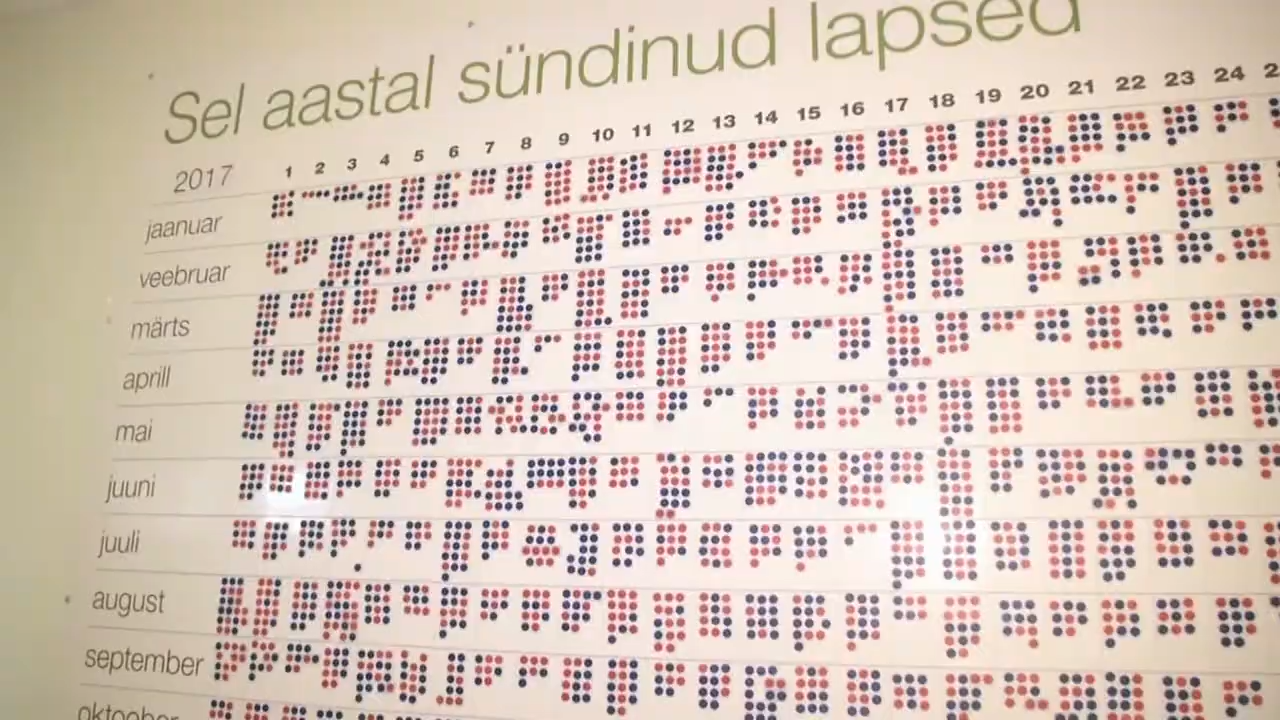 Sel aastal sündinud lapsed
2017 1 2 3 4 5 6 7 8 9 10 11 12 13 14 15 16 17 18 19 20 21 22 23 24
jaanuar
veebruar
märts
aprill
mai
juuni
juuli
august
september
oktoober